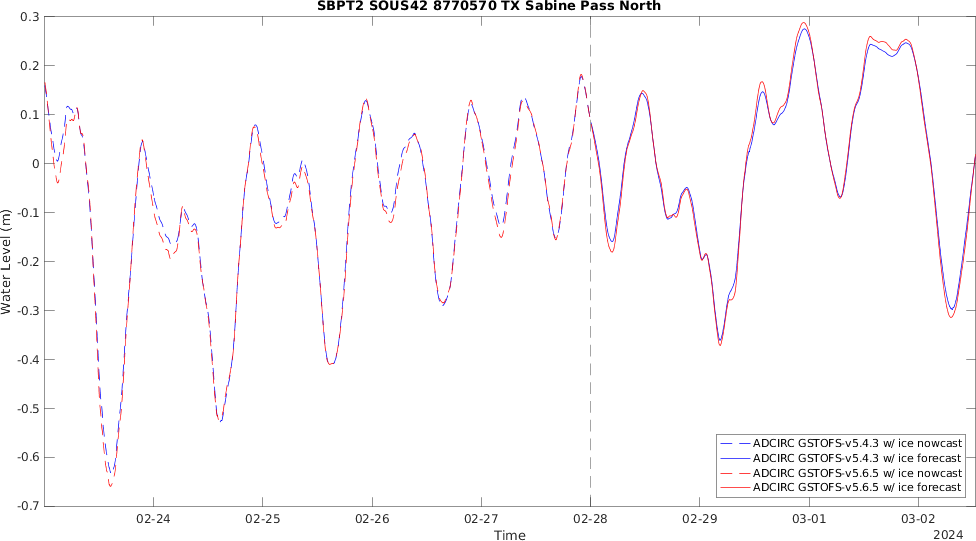 SBPT2 SOUS42 8770570 TX Sabine Pass North
0.3
0.2
0.1
0
-0.1
-0.2
-0.3
-0.4
-0.5
-0.6
-0.7
Water Level (m)
ADCIRC GSTOFS-v5.4.3 w/ ice nowcast
ADCIRC GSTOFS-v5.4.3 w/ ice forecast
ADCIRC GSTOFS-v5.6.5 w/ ice nowcast
ADCIRC GSTOFS-v5.6.5 w/ ice forecast
02-24 02-25 02-26 02-27 02-28 02-29 03-01 03-02
Time
2024